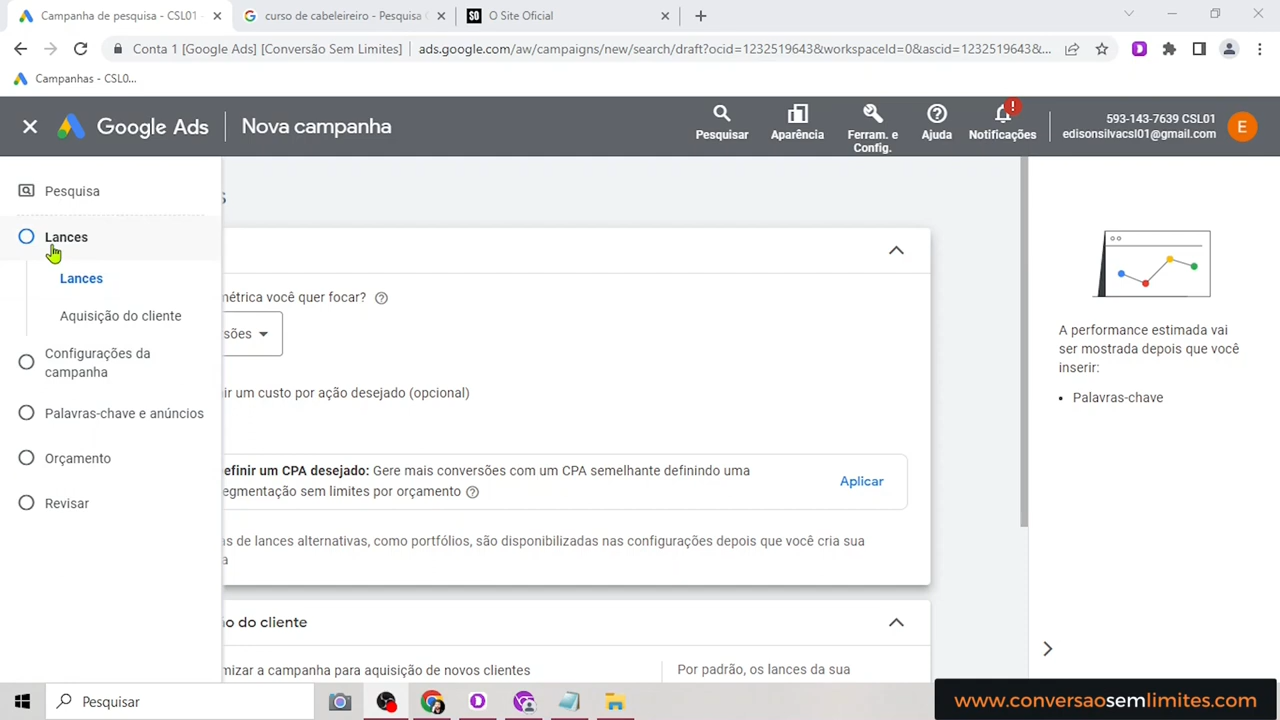 Campanha de pesquisa - CSL01 -
curso de cabeleireiro - Pesquisa G
O Site Oficial
Conta 1 [Google Ads] [Conversão Sem Limites]
ads.google.com/aw/campaigns/new/search/draft?ocid=1232519643&workspaceId=0&ascid=1232519643&...
Campanhas - CSL0...
Google Ads
Nova campanha
Pesquisar
Aparência
Ferram. e
Config.
Ajuda
Notificações
593-143-7639 CSL01
edisonsilvacsl01@gmail.com
E
Pesquisa
Lances
Lances
Aquisição do cliente
Configurações da
campanha
Palavras-chave e anúncios
Orçamento
Revisar
s
métrica você quer focar?
sões
ir um custo por ação desejado (opcional)
efinir um CPA desejado: Gere mais conversões com um CPA semelhante definindo uma
egmentação sem limites por orçamento
Aplicar
as de lances alternativas, como portfólios, são disponibilizadas nas configurações depois que você cria sua
a
ão do cliente
mizar a campanha para aquisição de novos clientes
Por padrão, os lances da sua
A performance estimada vai
ser mostrada depois que você
inserir:
• Palavras-chave
Pesquisar
www.conversaosemlimites.com